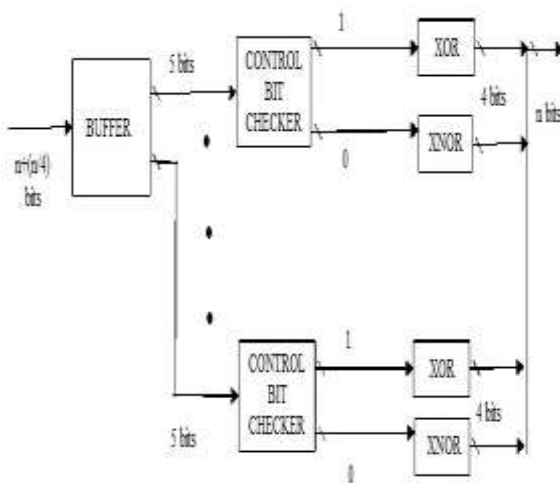 1
5 bits
CONTROL
BIT
CHECKER
XOR
4 bits
n bits
BUFFER
n+(n/4)
bits
XNOR
0
1
CONTROL
BIT
CHECKER
XOR
5 bits
4 bits
XNOR
0